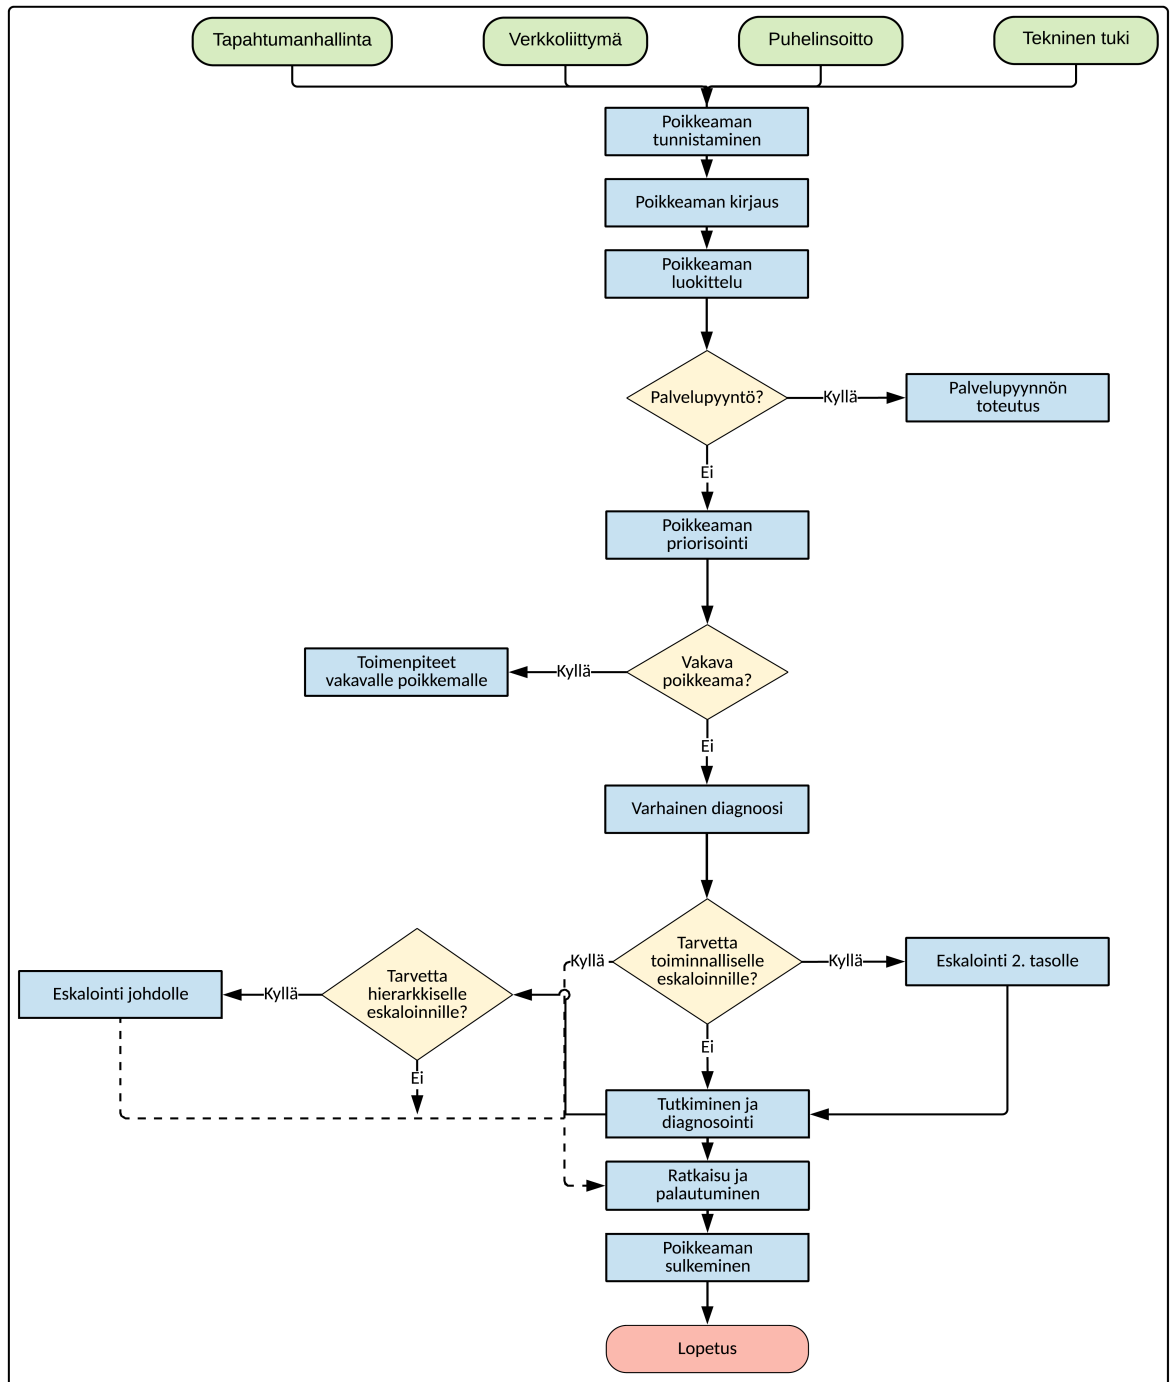 Tapahtumanhallinta
Verkkoliittymä
Puhelinsoitto
Tekninen tuki
Poikkeaman
tunnistaminen
Poikkeaman kirjaus
Poikkeaman
luokittelu
Palvelupyyntö?
Kyllä
Palvelupyynnön
toteutus
Ei
Poikkeaman
priorisointi
Toimenpiteet
vakavalle poikkemalle
Kyllä
Vakava
poikkeama?
Ei
Varhainen diagnoosi
Eskalointi johdolle
Kyllä
Tarvetta
hierarkkiselle
eskaloinnille?
Ei
Kyllä
Tarvetta
toiminnalliselle
eskaloinnille?
Kyllä
Eskalointi 2. tasolle
Ei
Tutkiminen ja
diagnosointi
Ratkaisu ja
palautuminen
Poikkeaman
sulkeminen
Lopetus